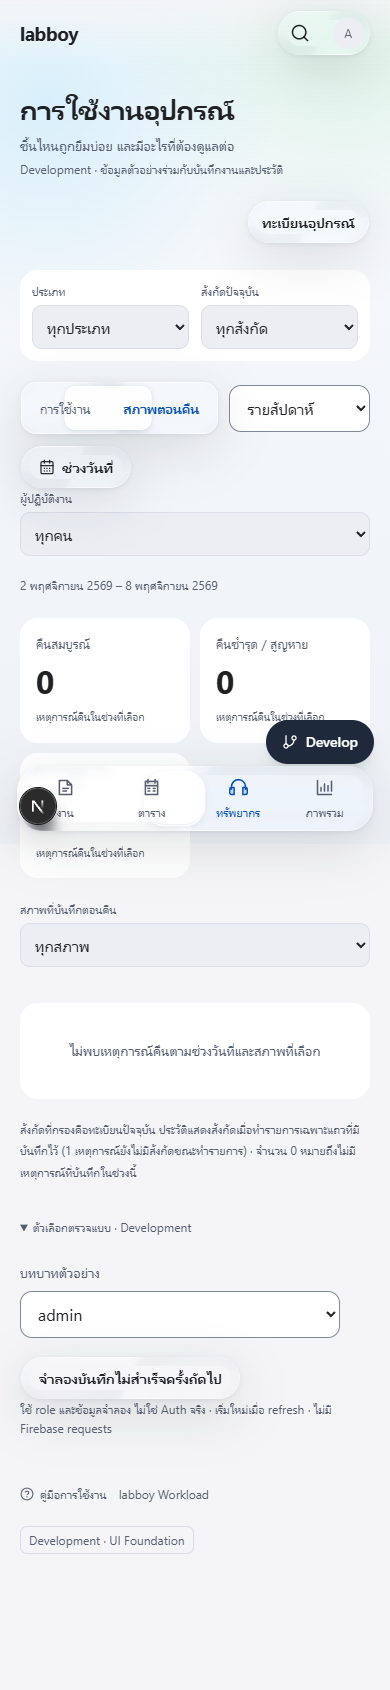 labboy
A
การใช้งานอุปกรณ์
ชิ้นไหนถูกยืมบ่อย และมีอะไรที่ต้องดูแลต่อ
Development · ข้อมูลตัวอย่างร่วมกับบันทึกงานและประวัติ
ทะเบียนอุปกรณ์
ประเภท สังกัดปัจจุบัน
ทุกประเภท ทุกสังกัด
การใช้งาน สภาพตอนคืน รายสัปดาห์
ช่วงวันที่
ผู้ปฏิบัติงาน
ทุกคน
2 พฤศจิกายน 2569 – 8 พฤศจิกายน 2569
คืนสมบูรณ์ คืนชำรุด / สูญหาย
0 0
เหตุการณ์คืนในช่วงที่เลือก เหตุการณ์คืนในช่วงที่เลือก
Develop
N งาน ตาราง ทรัพยากร ภาพรวม
เหตุการณ์คืนในช่วงที่เลือก
สภาพที่บันทึกตอนคืน
ทุกสภาพ
ไม่พบเหตุการณ์คืนตามช่วงวันที่และสภาพที่เลือก
สังกัดที่กรองคือทะเบียนปัจจุบัน ประวัติแสดงสังกัดเมื่อทำรายการเฉพาะแถวที่มี
บันทึกไว้ (1 เหตุการณ์ยังไม่มีสังกัดขณะทำรายการ) · จำนวน 0 หมายถึงไม่มี
เหตุการณ์ที่บันทึกในช่วงนี้
▼ ตัวเลือกตรวจแบบ · Development
บทบาทตัวอย่าง
admin
จำลองบันทึกไม่สำเร็จครั้งถัดไป
ใช้ role และข้อมูลจำลอง ไม่ใช่ Auth จริง · เริ่มใหม่เมื่อ refresh · ไม่มี
Firebase requests
คู่มือการใช้งาน labboy Workload
Development · UI Foundation